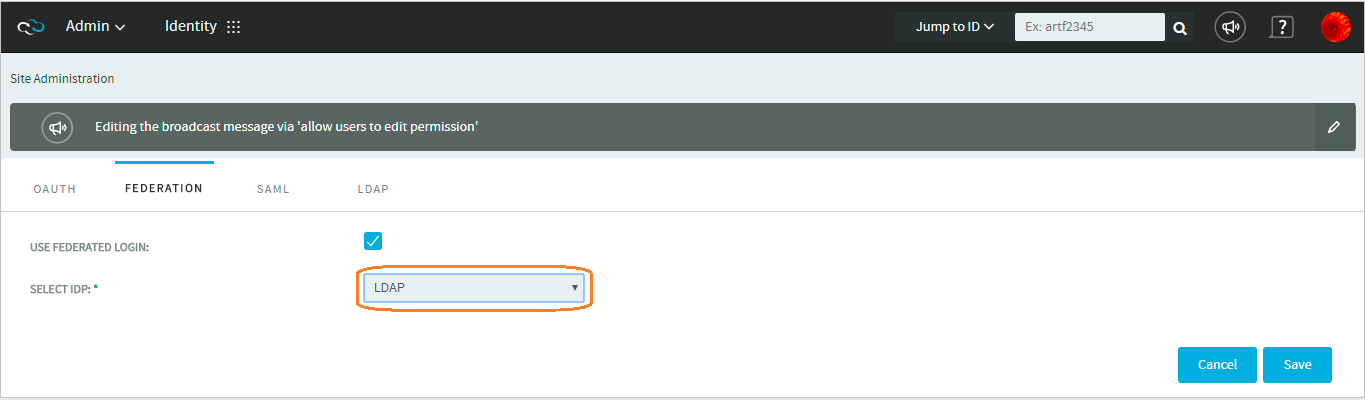 Admin Identity Jump to ID Ex: artf2345 ?
Site Administration
Editing the broadcast message via 'allow users to edit permission'
OAUTH FEDERATION SAML LDAP
USE FEDERATED LOGIN:
SELECT IDP: * LDAP
Cancel Save